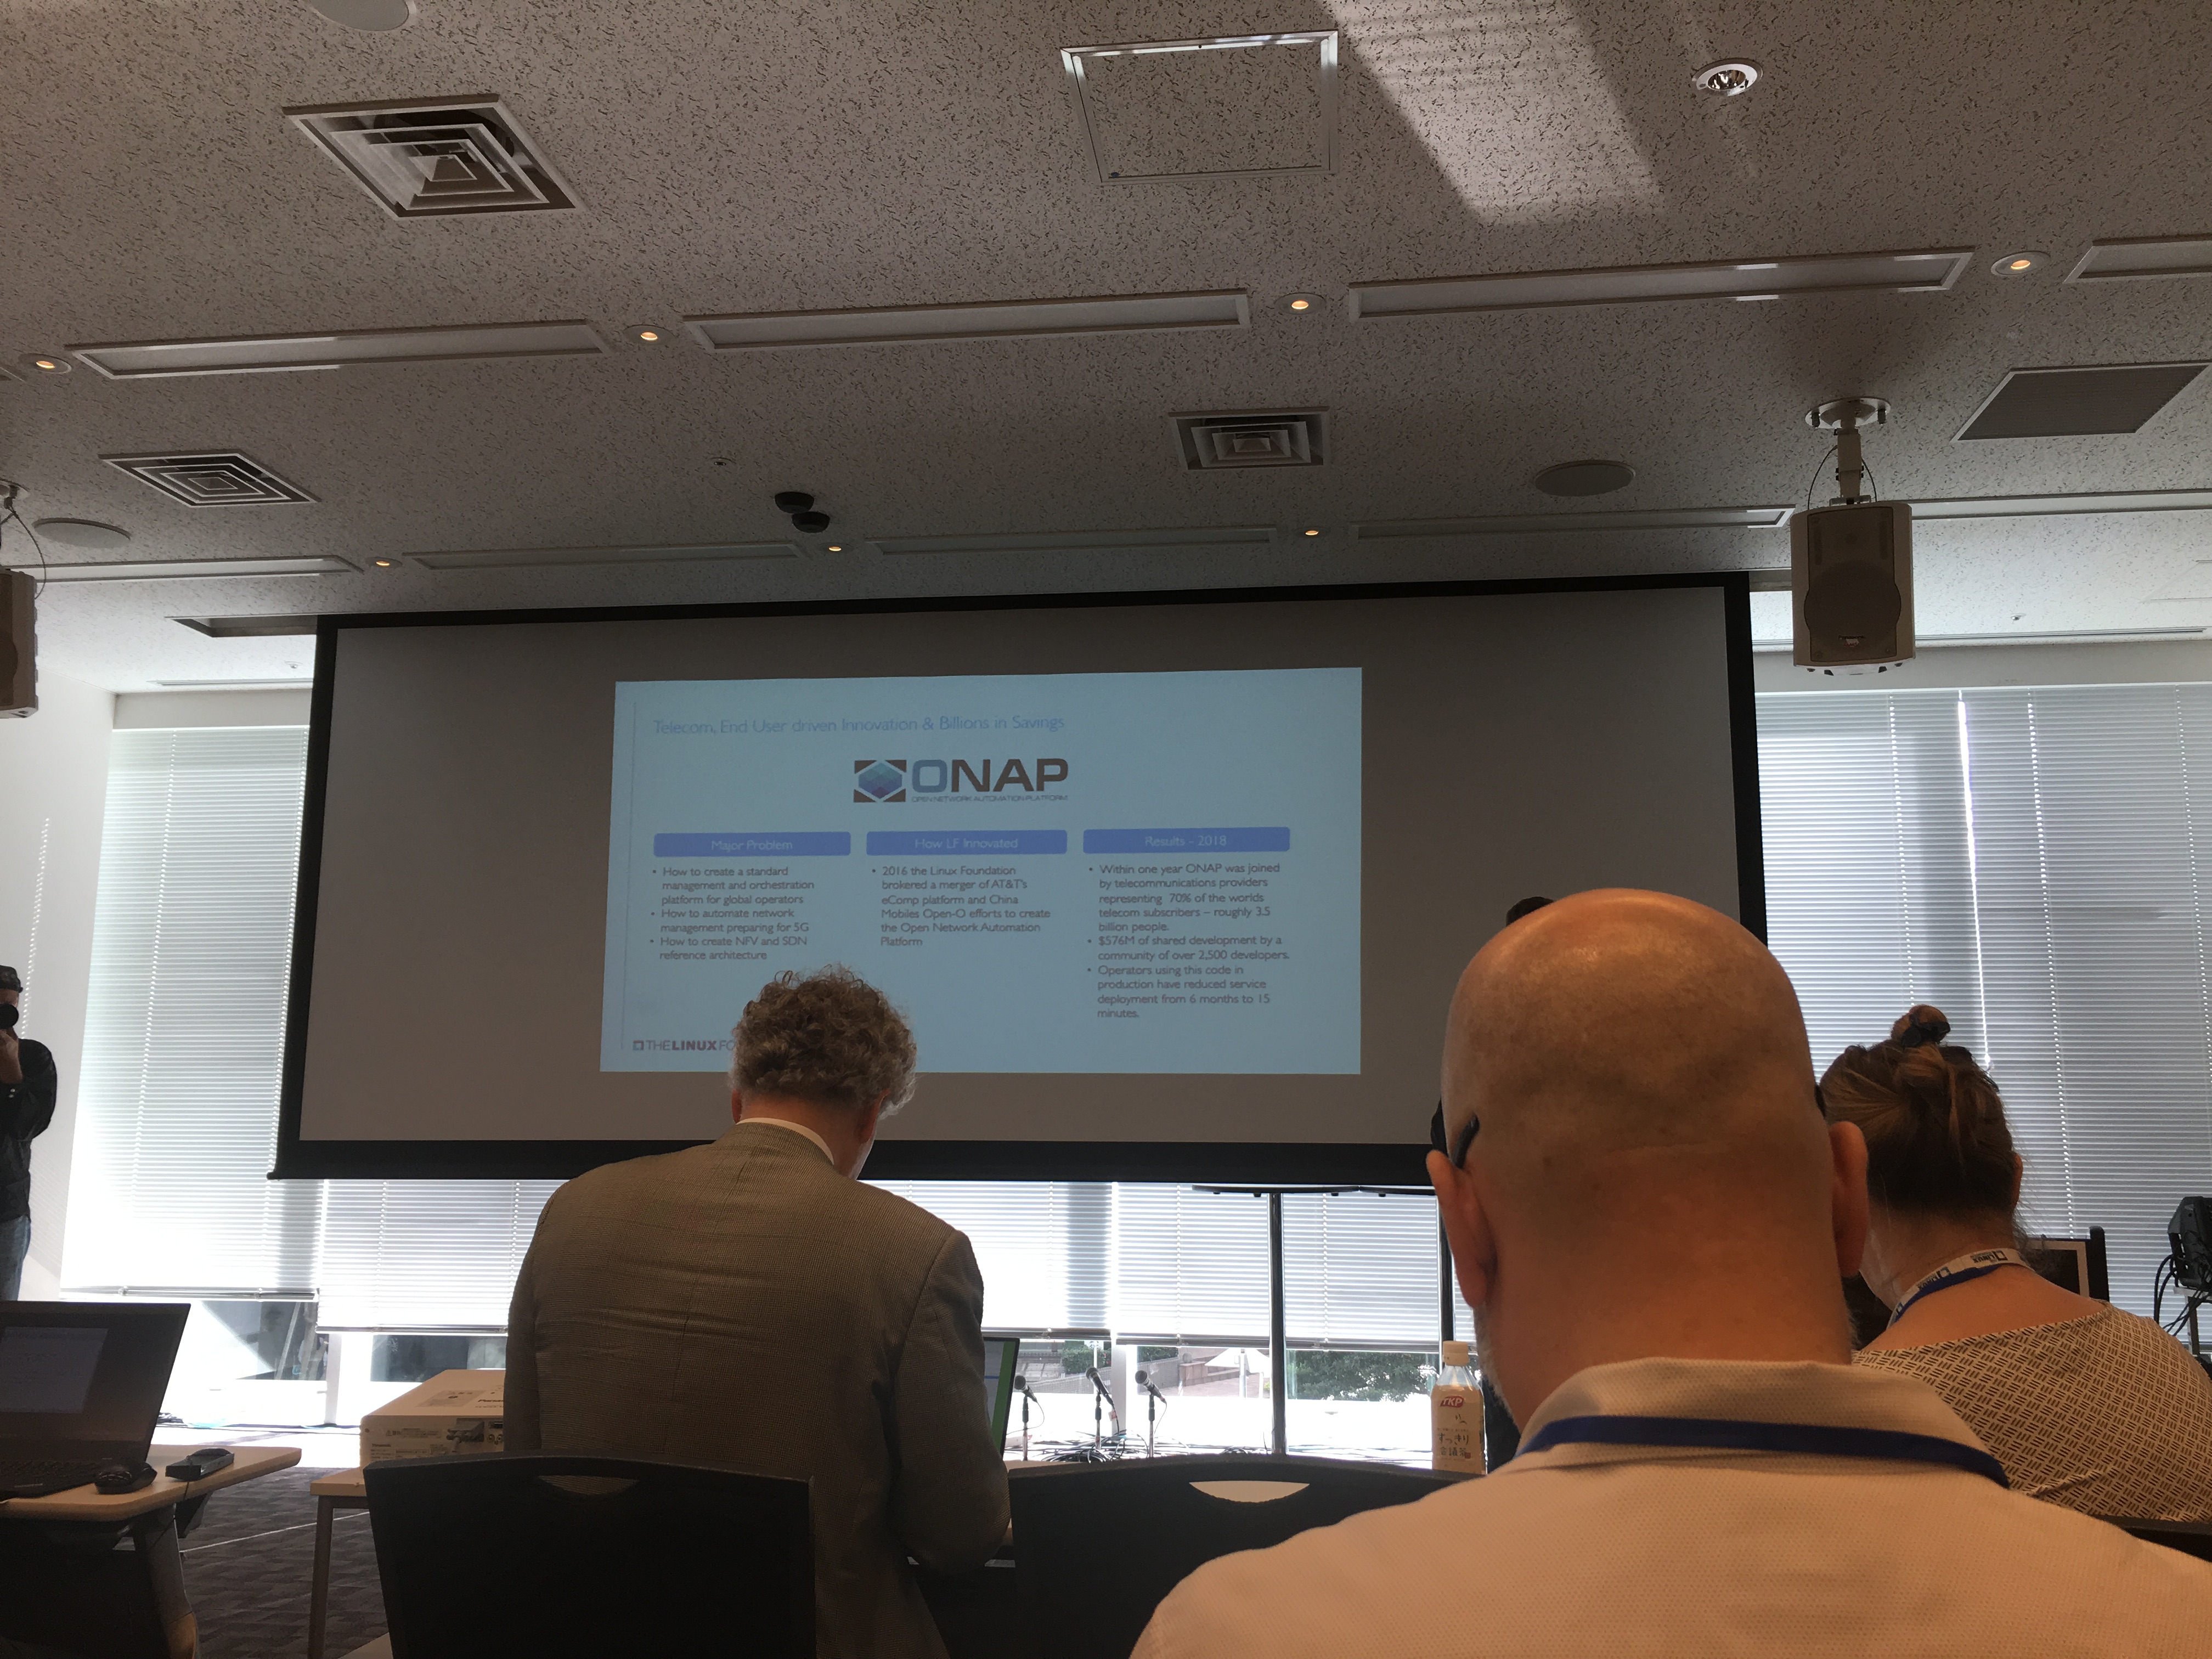 Telecom, End User driven Innovation & Billions in Savings
ONAP
OPEN NETWORK AUTOMATION PLATFORM
Major Problem
• How to create a standard
management and orchestration
platform for global operators
• How to automate network
management preparing for 5G
• How to create NFV and SDN
reference architecture
How LF Innovated
• 2016 the Linux Foundation
brokered a merger of AT&T's
eComp platform and China
Mobiles Open-O efforts to create
the Open Network Automation
Platform
Results - 2018
• Within one year ONAP was joined
by telecommunications providers
representing 70% of the worlds
telecom subscribers – roughly 3.5
billion people.
• $576M of shared development by a
community of over 2,500 developers.
• Operators using this code in
production have reduced service
deployment from 6 months to 15
minutes.
THE LINUX FO
TKP
すっきり